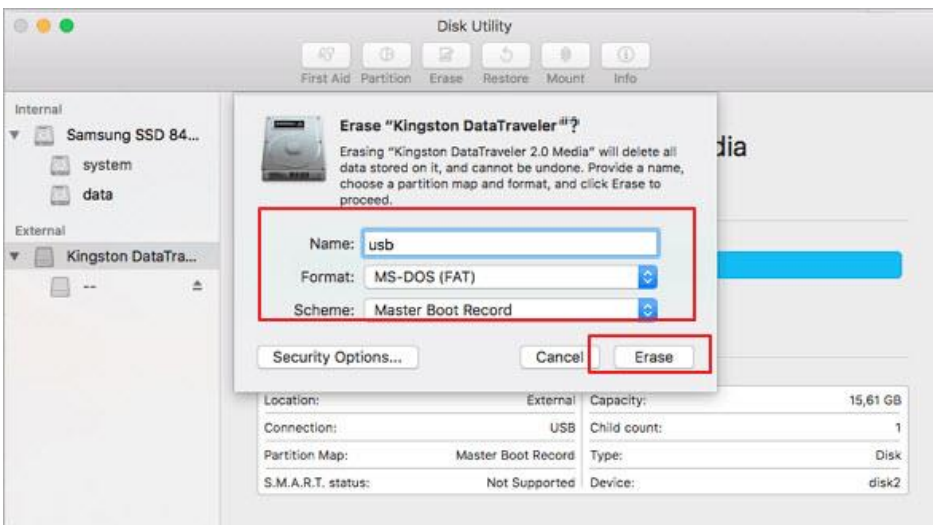 Disk Utility
First Aid Partition Erase Restore Mount Info
Internal
Samsung SSD 84...
system
data
External
Kingston DataTra...
--
dia
Erase “Kingston DataTraveler "?
Erasing “Kingston DataTraveler 2.0 Media” will delete all
data stored on it, and cannot be undone. Provide a name,
choose a partition map and format, and click Erase to
proceed.
Name: usb
Format: MS-DOS (FAT)
Scheme: Master Boot Record
Security Options... Cancel Erase
Location: External Capacity: 15,61 GB
Connection: USB Child count: 1
Partition Map: Master Boot Record Type: Disk
S.M.A.R.T. status: Not Supported Device: disk2